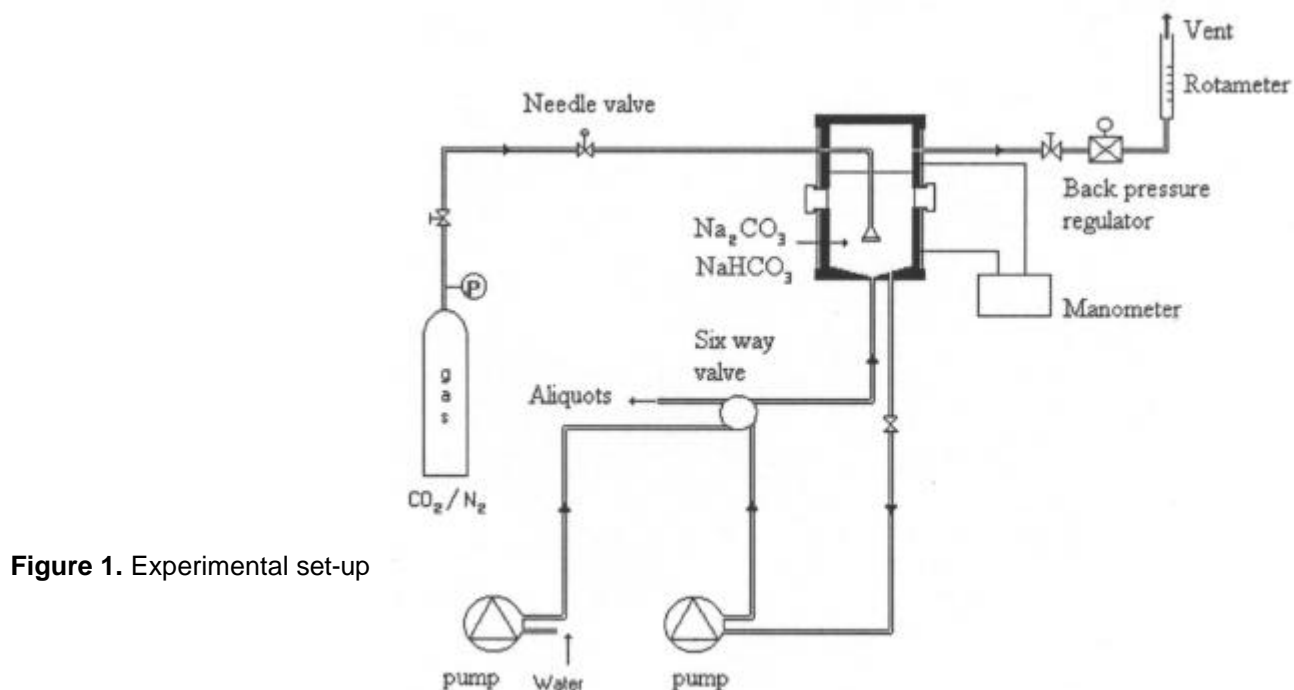 Vent
Rotameter
Needle valve
Back pressure
regulator
Na₂CO₃
NaHCO₃
P
Manometer
Six way
valve
gas
Aliquots
CO₂/N₂
Figure 1. Experimental set-up
pump
Water
pump